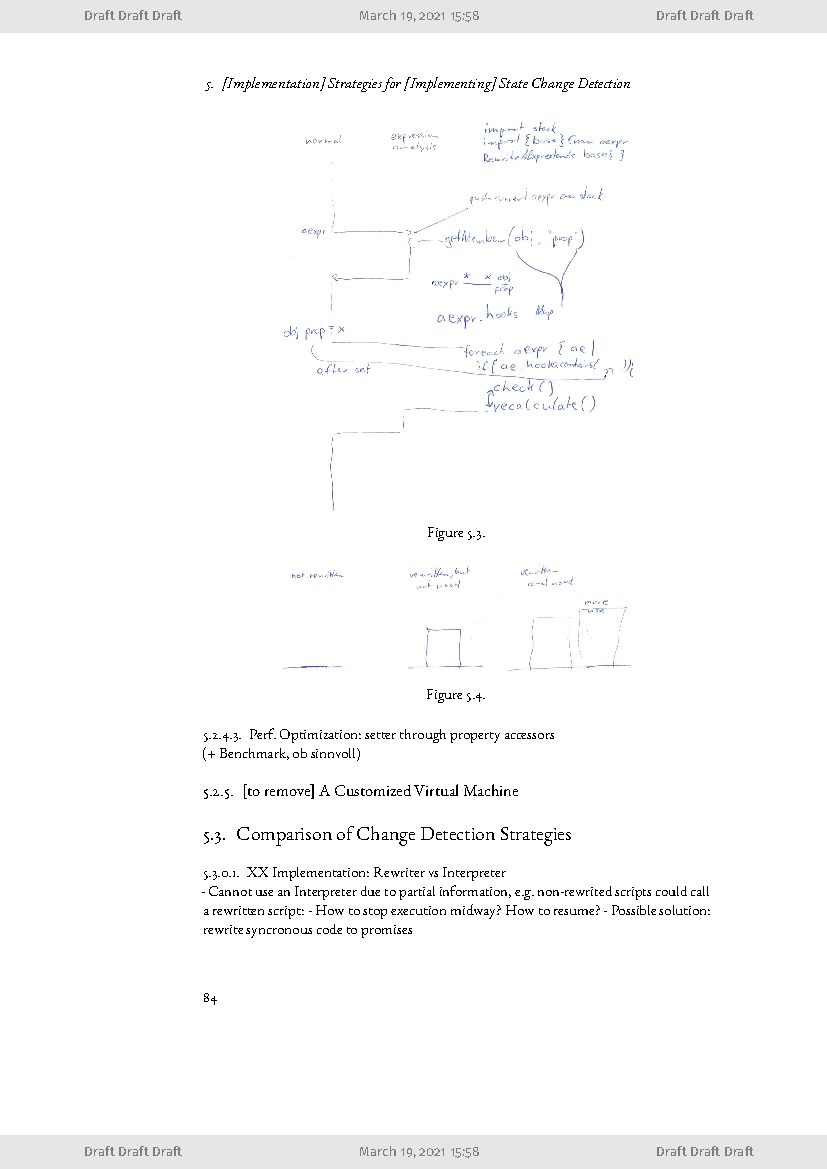 Draft Draft Draft March 19, 2021 15:58 Draft Draft Draft
5. [Implementation] Strategies for [Implementing] State Change Detection
normal
expression
analysis
import stack
import {base} from aexpr
base{ }
push current aexpr on stack
aexpr
getMember(obj, "prop")
aexpr * * obj
prop
aexpr.hooks Map
obj prop = x
foreach aexpr { ae |
after set
check()
recalculate()
Figure 5.3.
not rewritten
rewritten, but
not used
rewritten
and used
more
use
Figure 5.4.
5.2.4.3. Perf. Optimization: setter through property accessors
(+ Benchmark, ob sinnvoll)
5.2.5. [to remove] A Customized Virtual Machine
5.3. Comparison of Change Detection Strategies
5.3.0.1. XX Implementation: Rewriter vs Interpreter
- Cannot use an Interpreter due to partial information, e.g. non-rewrited scripts could call
a rewritten script: - How to stop execution midway? How to resume? - Possible solution:
rewrite syncronous code to promises
84
Draft Draft Draft March 19, 2021 15:58 Draft Draft Draft